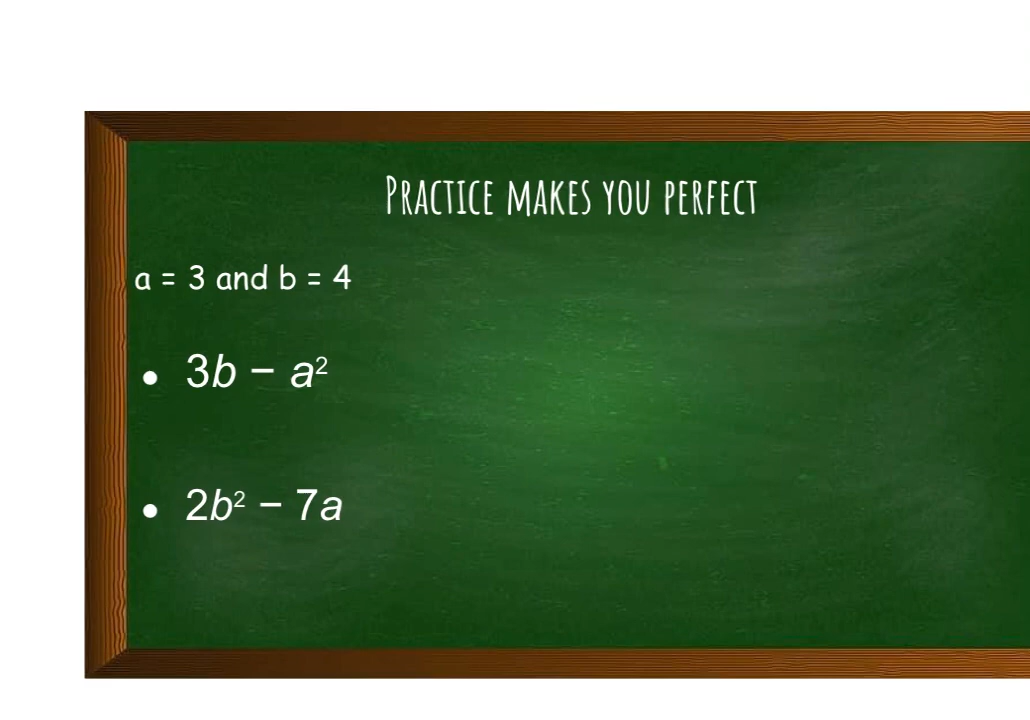 Practice makes you perfect
a = 3 and b = 4
● 3b − a²
● 2b² − 7a